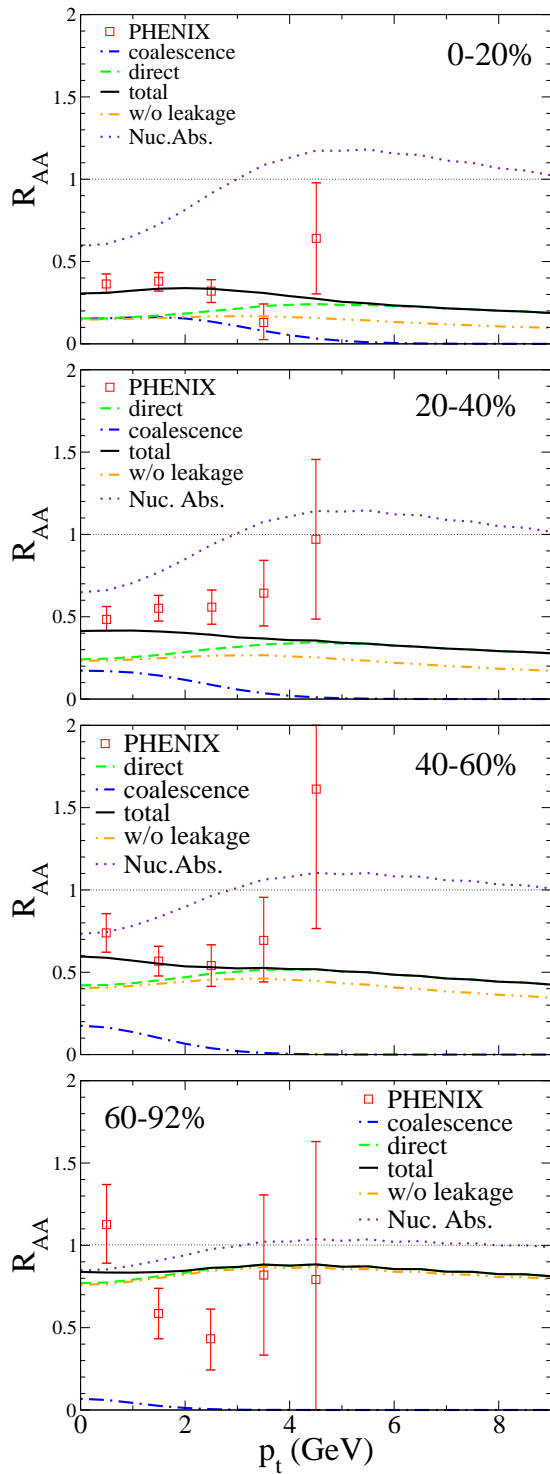 2
0-20%
PHENIX
coalescence
direct
total
w/o leakage
Nuc.Abs.
1.5
1
0.5
0
R_AA
2
20-40%
PHENIX
direct
coalescence
total
w/o leakage
Nuc. Abs.
1.5
1
0.5
0
R_AA
2
40-60%
PHENIX
direct
coalescence
total
w/o leakage
Nuc.Abs.
1.5
1
0.5
0
R_AA
2
60-92%
PHENIX
coalescence
direct
total
w/o leakage
Nuc. Abs.
1.5
1
0.5
0
R_AA
0 2 4 6 8
p_t (GeV)